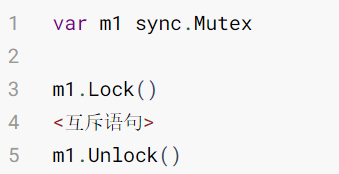 1 var m1 sync.Mutex
2
3 m1.Lock()
4 <互斥语句>
5 m1.Unlock()